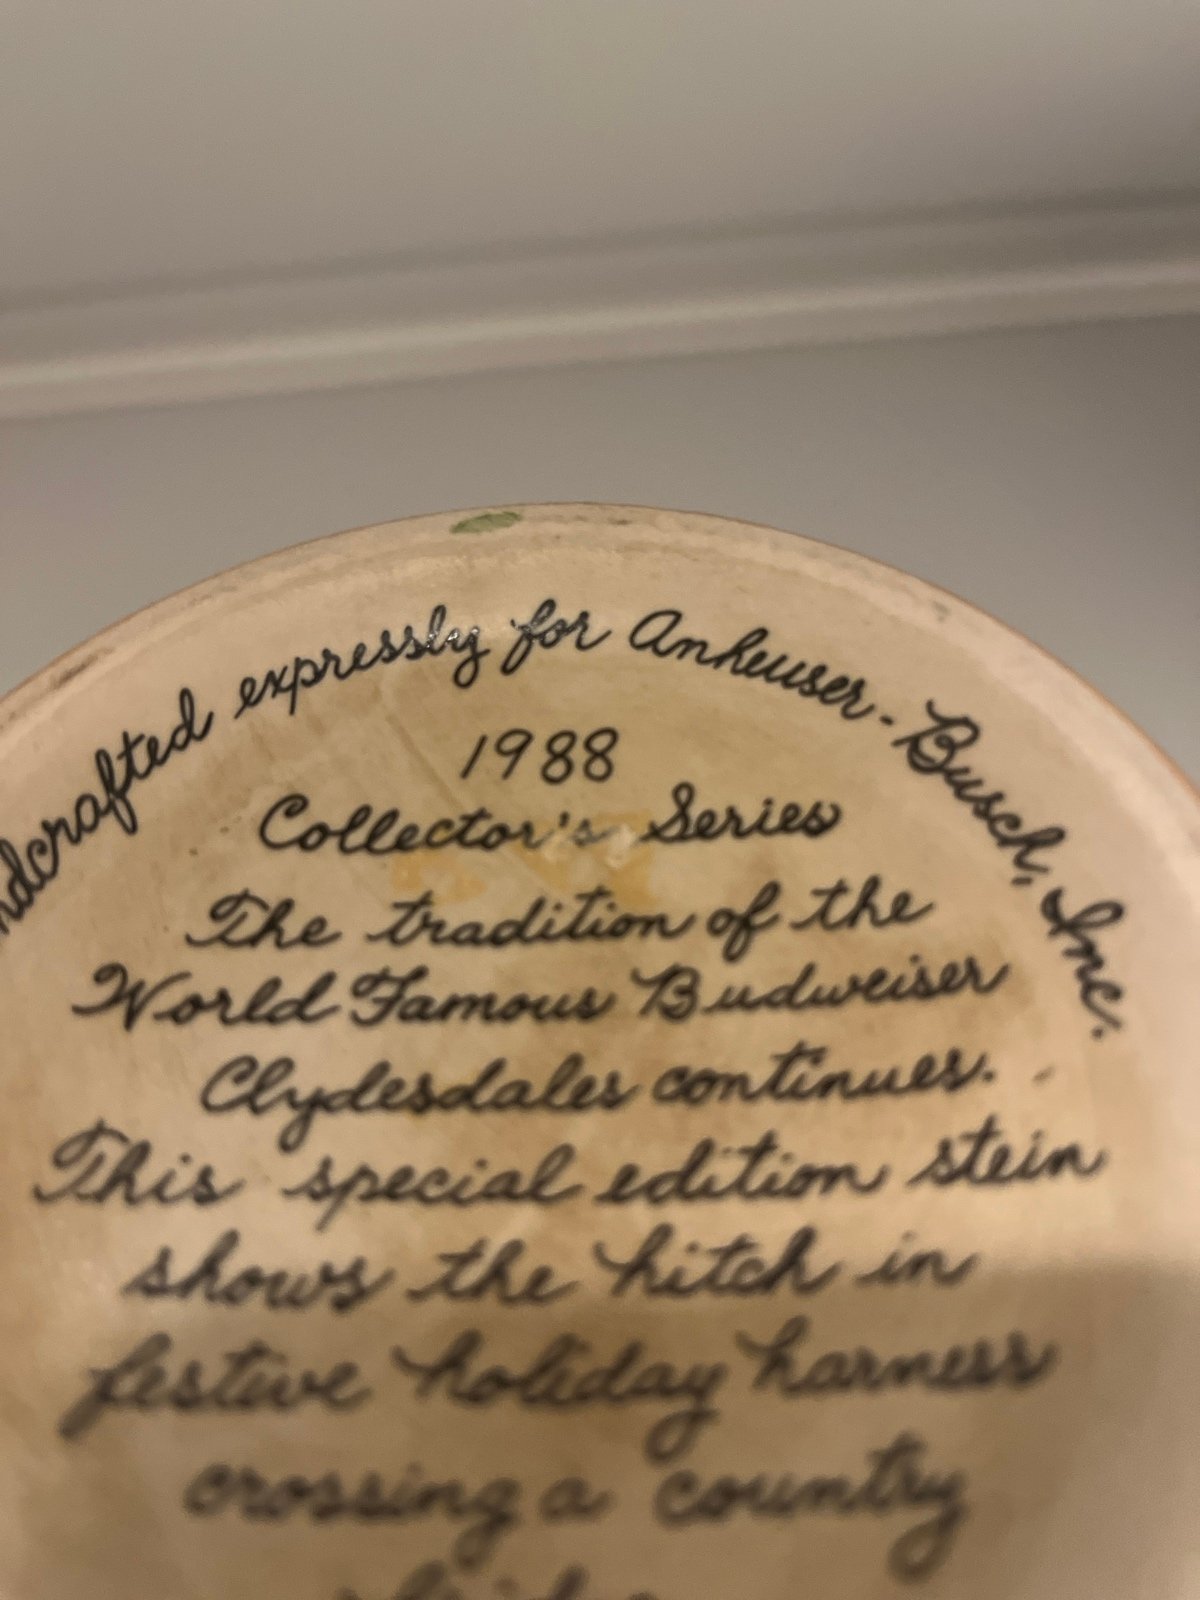 ndcrafted expressly for Anheuser-Busch, Inc.
1988
Collector's Series
The tradition of the
World Famous Budweiser
Clydesdales continues.
This special edition stein
shows the hitch in
festive holiday harness
crossing a country